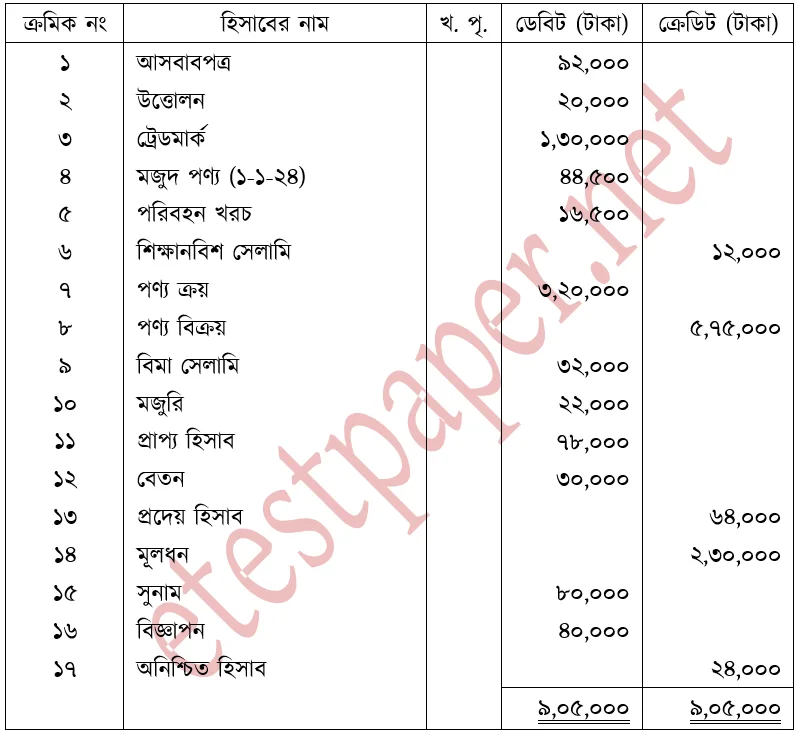 ক্রমিক নং হিসাবের নাম খ. পৃ. ডেবিট (টাকা) ক্রেডিট (টাকা)
১ আসবাবপত্র ৯২,০০০
২ উত্তোলন ২০,০০০
৩ ট্রেডমার্ক ১,৩০,০০০
৪ মজুদ পণ্য (১-১-২৪) ৪৪,৫০০
৫ পরিবহন খরচ ১৬,৫০০
৬ শিক্ষানবিশ সেলামি ১২,০০০
৭ পণ্য ক্রয় ৩,২০,০০০
৮ পণ্য বিক্রয় ৫,৭৫,০০০
৯ বিমা সেলামি ৩২,০০০
১০ মজুরি ২২,০০০
১১ প্রাপ্য হিসাব ৭৮,০০০
১২ বেতন ৩০,০০০
১৩ প্রদেয় হিসাব ৬৪,০০০
১৪ মূলধন ২,৩০,০০০
১৫ সুনাম ৮০,০০০
১৬ বিজ্ঞাপন ৪০,০০০
১৭ অনিশ্চিত হিসাব ২৪,০০০
৯,০৫,০০০ ৯,০৫,০০০
etestpaper.net